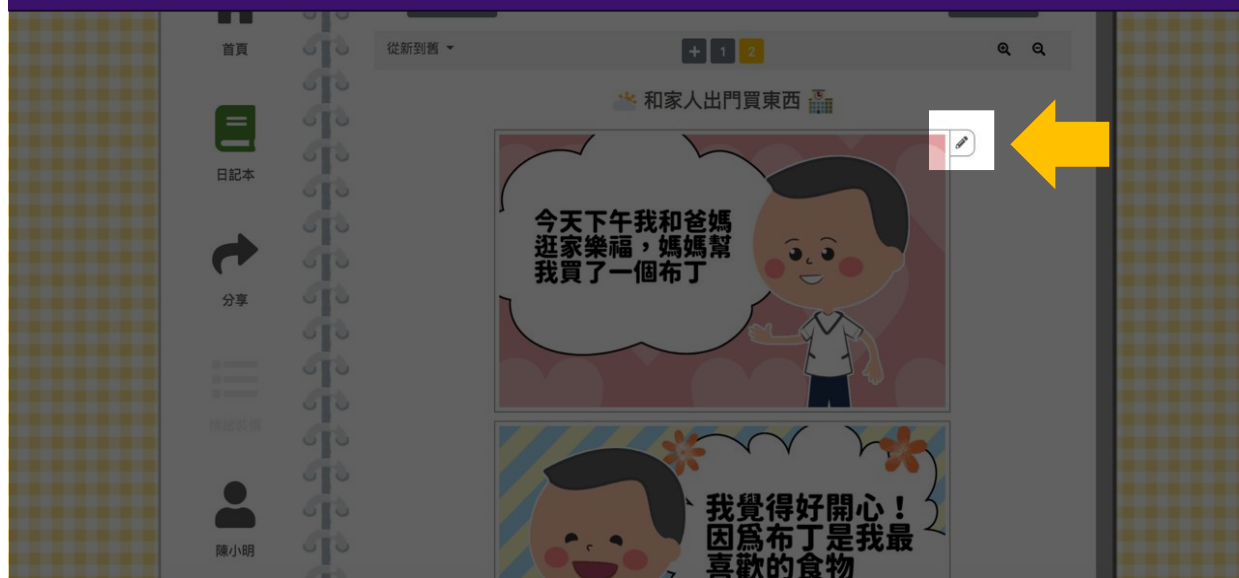 首頁
從新到舊
+ 1 2
和家人出門買東西
日記本
今天下午我和爸媽
逛家樂福，媽媽幫
我買了一個布丁
分享
陳小明
我覺得好開心！
因為布丁是我最
喜歡的食物